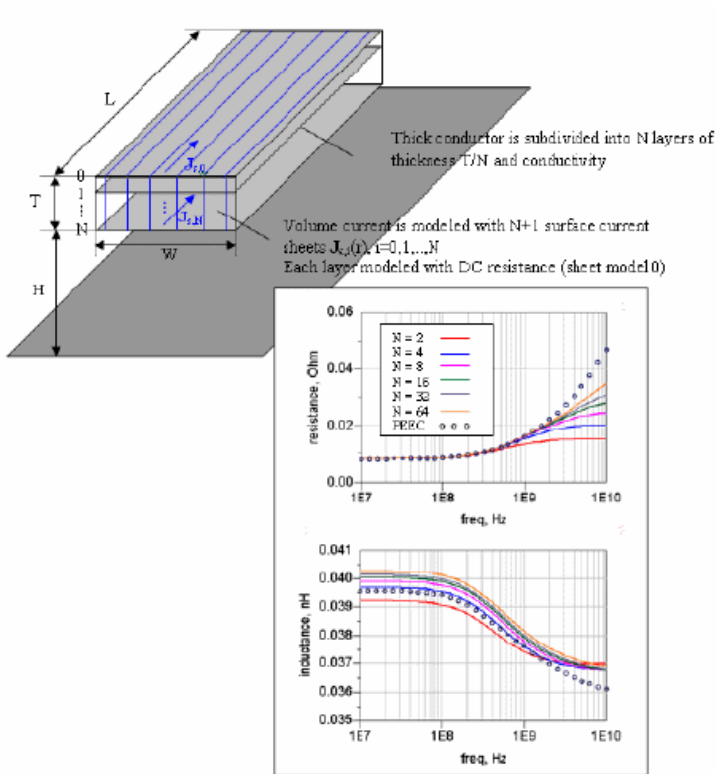 L
T
0
1
N
W
H
Thick conductor is subdivided into N layers of
thickness T/N and conductivity
Volume current is modeled with N+1 surface current
sheets J (r), i=0,1,..,N
Each layer modeled with DC resistance (sheet model 0)
0.06
0.04
0.02
0.00
resistance, Ohm
N = 2
N = 4
N = 8
N = 16
N = 32
N = 64
PEEC
1E7 1E8 1E9 1E10
freq, Hz
0.041
0.040
0.039
0.038
0.037
0.036
0.035
inductance, nH
1E7 1E8 1E9 1E10
freq, Hz